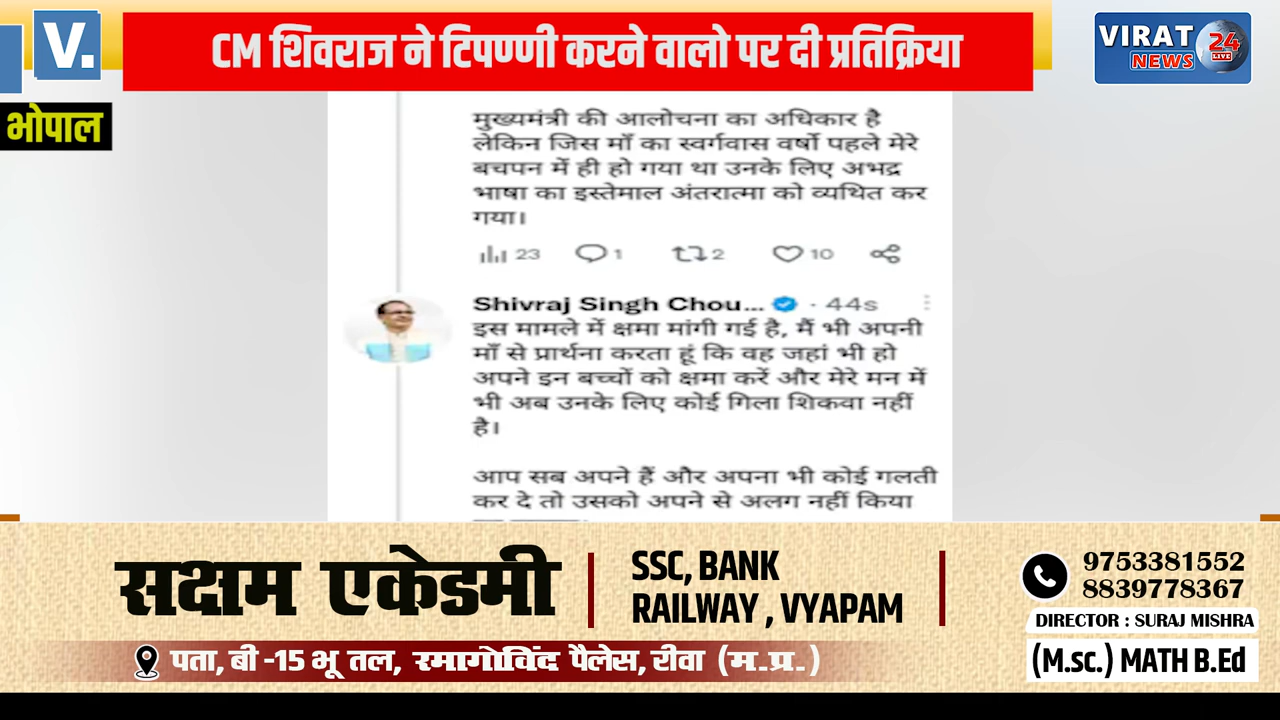 V.
CM शिवराज ने टिपण्णी करने वालो पर दी प्रतिक्रिया
VIRAT 24
NEWS LIVE
भोपाल
मुख्यमंत्री की आलोचना का अधिकार है
लेकिन जिस माँ का स्वर्गवास वर्षो पहले मेरे
बचपन में ही हो गया था उनके लिए अभद्र
भाषा का इस्तेमाल अंतरात्मा को व्यथित कर
गया।
23 1 2 10
Shivraj Singh Chou... · 44s
इस मामले में क्षमा मांगी गई है, मैं भी अपनी
माँ से प्रार्थना करता हूं कि वह जहां भी हो
अपने इन बच्चों को क्षमा करें और मेरे मन में
भी अब उनके लिए कोई गिला शिकवा नहीं
है।
आप सब अपने हैं और अपना भी कोई गलती
कर दे तो उसको अपने से अलग नहीं किया
सक्षम एकेडमी
SSC, BANK
RAILWAY , VYAPAM
पता, बी -15 भू तल, रमागोविंद पैलेस, रीवा (म.प्र.)
9753381552
8839778367
DIRECTOR : SURAJ MISHRA
(M.sc.) MATH B.Ed